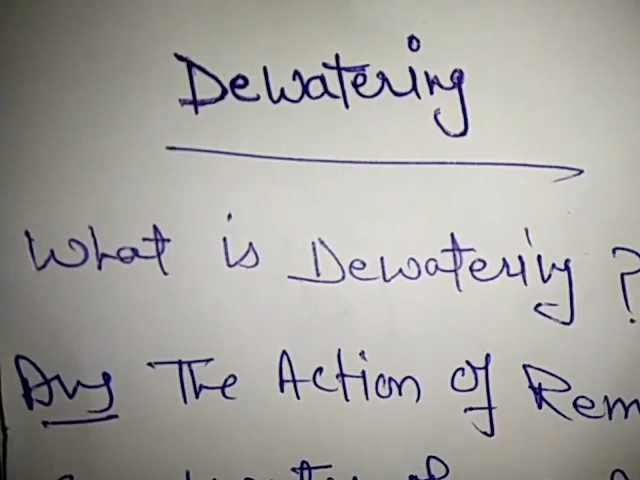 Dewatering
What is Dewatering ?
Ans The Action of Rem